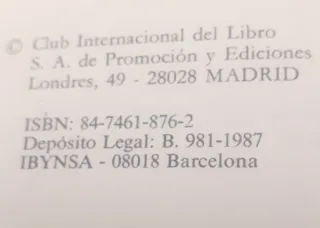 © Club Internacional del Libro
S. A. de Promoción y Ediciones
Londres, 49 - 28028 MADRID
ISBN: 84-7461-876-2
Depósito Legal: B. 981-1987
IBYNSA - 08018 Barcelona